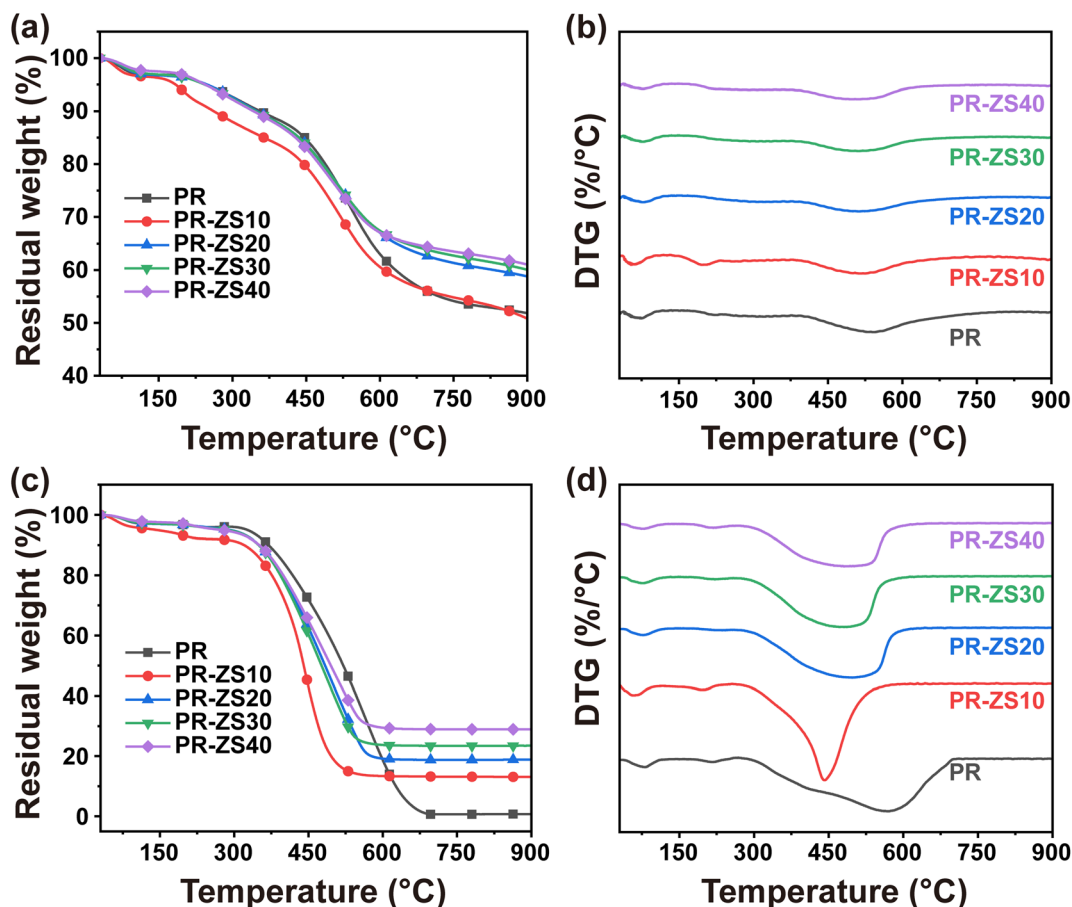 (a)
Residual weight (%)
100
90
80
70
60
50
40
PR
PR-ZS10
PR-ZS20
PR-ZS30
PR-ZS40
150 300 450 600 750 900
Temperature (°C)
(b)
DTG (%/°C)
PR-ZS40
PR-ZS30
PR-ZS20
PR-ZS10
PR
150 300 450 600 750 900
Temperature (°C)
(c)
Residual weight (%)
100
80
60
40
20
0
PR
PR-ZS10
PR-ZS20
PR-ZS30
PR-ZS40
150 300 450 600 750 900
Temperature (°C)
(d)
DTG (%/°C)
PR-ZS40
PR-ZS30
PR-ZS20
PR-ZS10
PR
150 300 450 600 750 900
Temperature (°C)